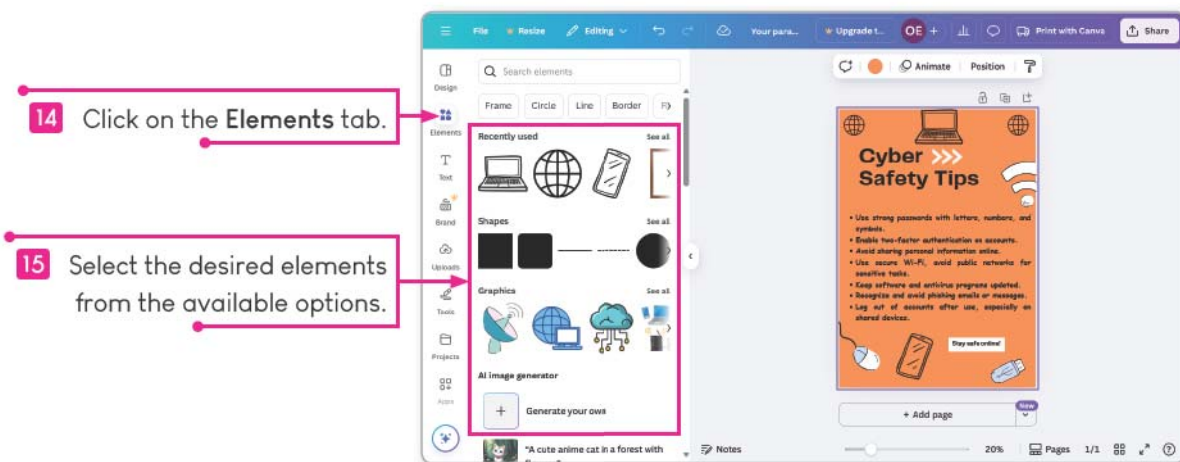 14 Click on the Elements tab.
15 Select the desired elements
from the available options.
File Resize Editing Your para... Upgrade t... OE + Print with Canva Share
Design
Elements
Text
Brand
Uploads
Tools
Projects
Apps
Search elements
Frame Circle Line Border
Recently used See all
Shapes See all
Graphics See all
AI image generator
+ Generate your own
"A cute anime cat in a forest with
Animate Position
Cyber >>>
Safety Tips
• Use strong passwords with letters, numbers, and
symbols.
• Enable two-factor authentication on accounts.
• Avoid sharing personal information online.
• Use secure Wi-Fi, avoid public networks for
sensitive tasks.
• Keep software and antivirus programs updated.
• Recognize and avoid phishing emails or messages.
• Log out of accounts after use, especially on
shared devices.
Stay safe online!
+ Add page
New
Notes 20% Pages 1/1